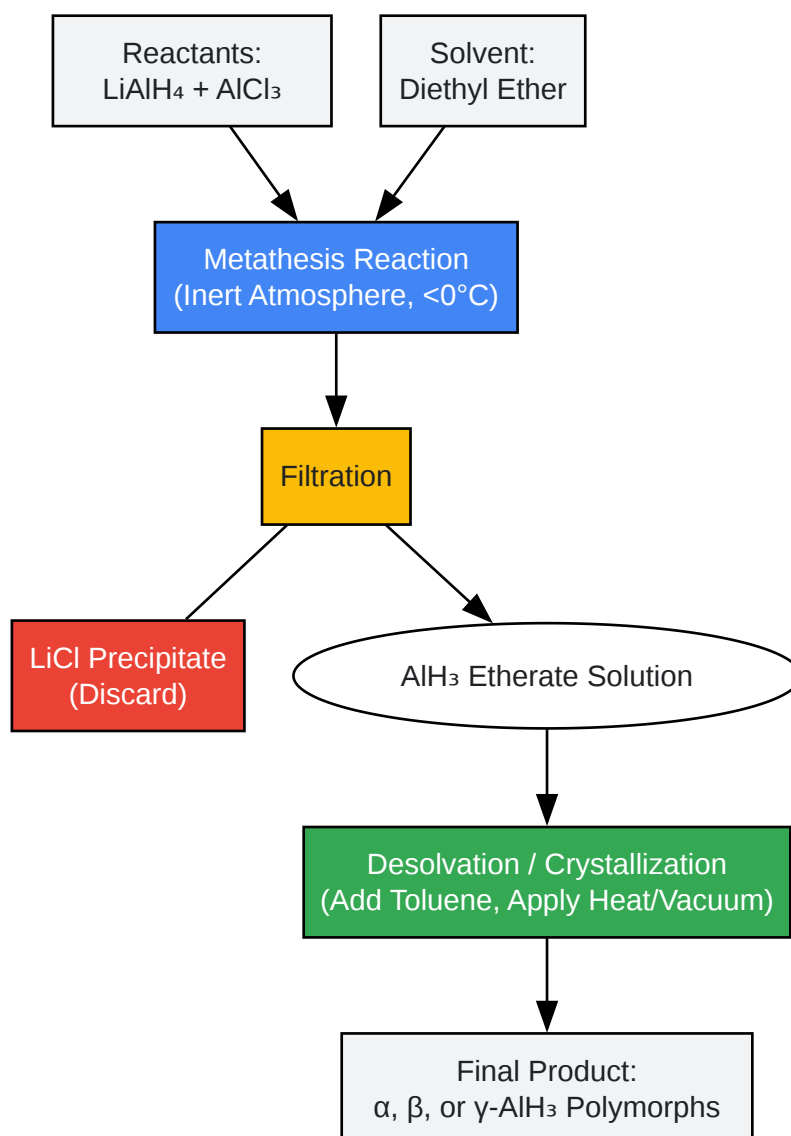 Reactants:
LiAlH₄ + AlCl₃
Solvent:
Diethyl Ether
Metathesis Reaction
(Inert Atmosphere, <0°C)
Filtration
LiCl Precipitate
(Discard)
AlH₃ Etherate Solution
Desolvation / Crystallization
(Add Toluene, Apply Heat/Vacuum)
Final Product:
α, β, or γ-AlH₃ Polymorphs